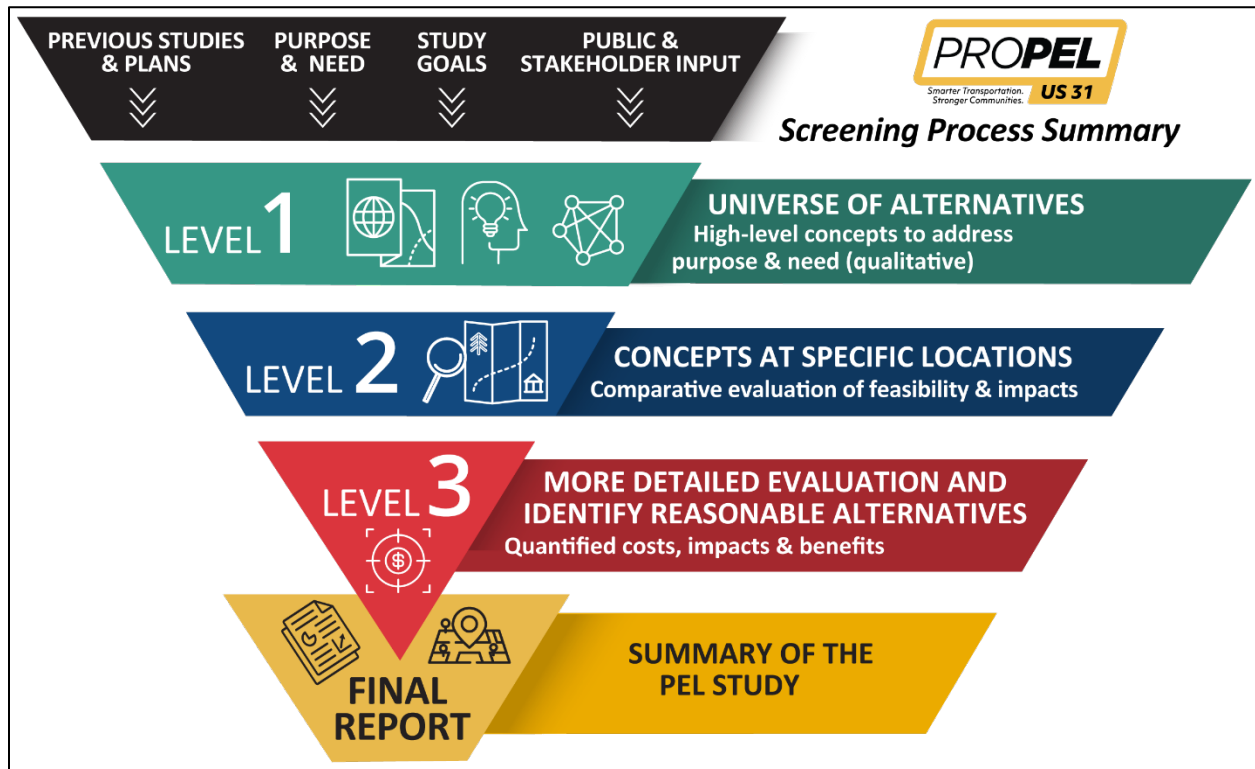 PREVIOUS STUDIES
& PLANS
PURPOSE
& NEED
STUDY
GOALS
PUBLIC &
STAKEHOLDER INPUT
PROPEL
Smarter Transportation.
Stronger Communities.
US 31
Screening Process Summary
LEVEL 1
UNIVERSE OF ALTERNATIVES
High-level concepts to address
purpose & need (qualitative)
LEVEL 2
CONCEPTS AT SPECIFIC LOCATIONS
Comparative evaluation of feasibility & impacts
LEVEL 3
$
MORE DETAILED EVALUATION AND
IDENTIFY REASONABLE ALTERNATIVES
Quantified costs, impacts & benefits
FINAL
REPORT
SUMMARY OF THE
PEL STUDY